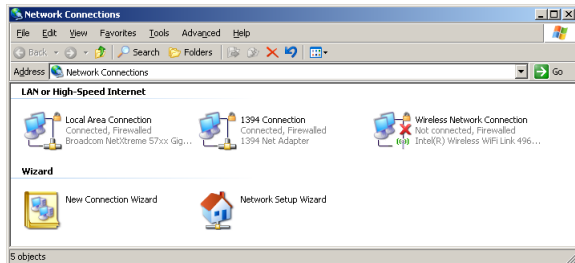 Network Connections
File Edit View Favorites Tools Advanced Help
Back Search Folders
Address Network Connections Go
LAN or High-Speed Internet
Local Area Connection
Connected, Firewalled
Broadcom NetXtreme 57xx Gig...
1394 Connection
Connected, Firewalled
1394 Net Adapter
Wireless Network Connection
Not connected, Firewalled
Intel(R) Wireless WiFi Link 496...
Wizard
New Connection Wizard
Network Setup Wizard
5 objects